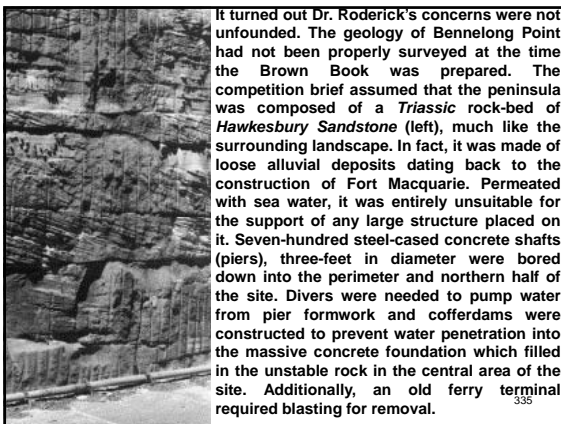 It turned out Dr. Roderick's concerns were not
unfounded. The geology of Bennelong Point
had not been properly surveyed at the time
the Brown Book was prepared. The
competition brief assumed that the peninsula
was composed of a Triassic rock-bed of
Hawkesbury Sandstone (left), much like the
surrounding landscape. In fact, it was made of
loose alluvial deposits dating back to the
construction of Fort Macquarie. Permeated
with sea water, it was entirely unsuitable for
the support of any large structure placed on
it. Seven-hundred steel-cased concrete shafts
(piers), three-feet in diameter were bored
down into the perimeter and northern half of
the site. Divers were needed to pump water
from pier formwork and cofferdams were
constructed to prevent water penetration into
the massive concrete foundation which filled
in the unstable rock in the central area of the
site. Additionally, an old ferry terminal
required blasting for removal.
335